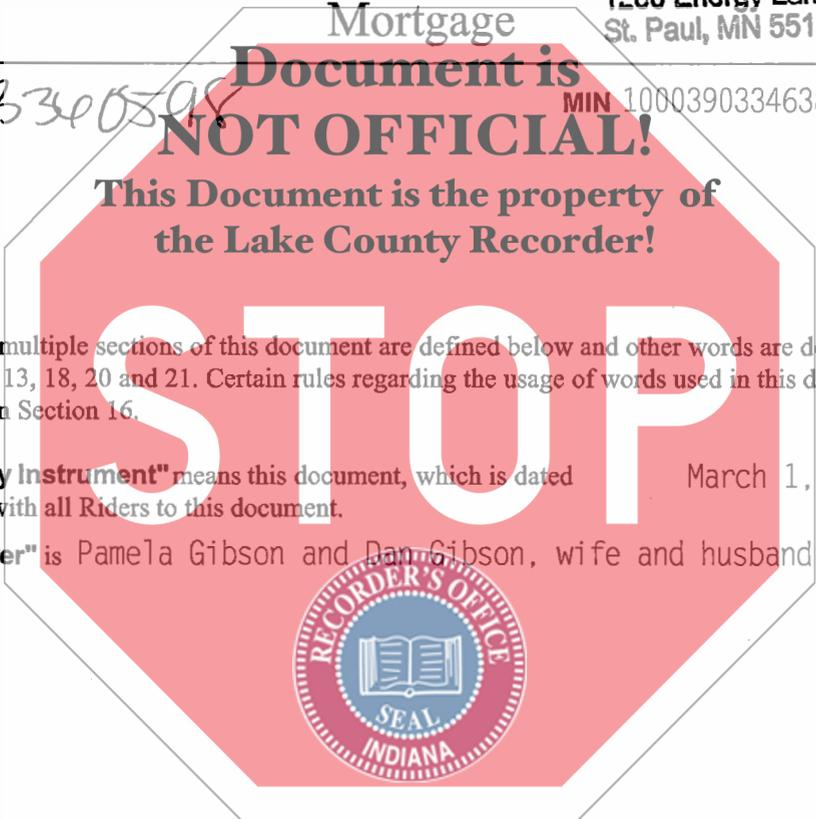 Mortgage
St. Paul, MN 551
Document is
MIN 100039033463
NOT OFFICIAL!
This Document is the property of
the Lake County Recorder!
STOP
multiple sections of this document are defined below and other words are d
13, 18, 20 and 21. Certain rules regarding the usage of words used in this d
n Section 16.
y Instrument" means this document, which is dated March 1,
with all Riders to this document.
er" is Pamela Gibson and Dan Gibson, wife and husband
RECORDER'S OFFICE
SEAL
INDIANA